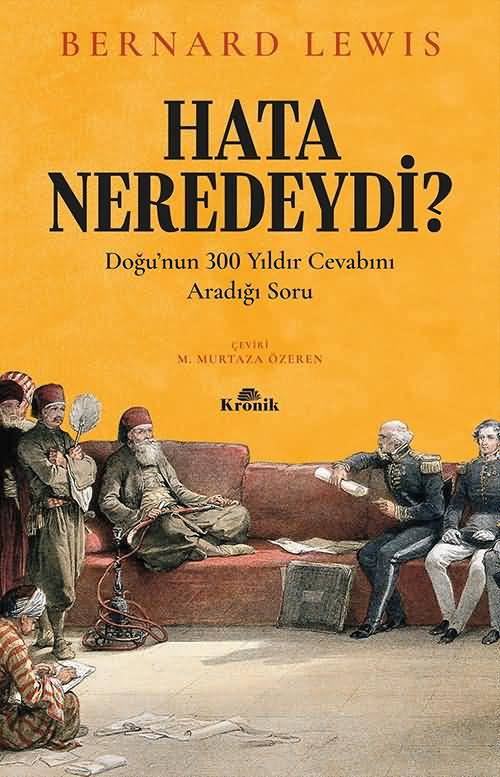 BERNARD LEWIS
HATA
NEREDEYDİ?
Doğu'nun 300 Yıldır Cevabını
Aradığı Soru
ÇEVİRİ
M. MURTAZA ÖZEREN
Kronik